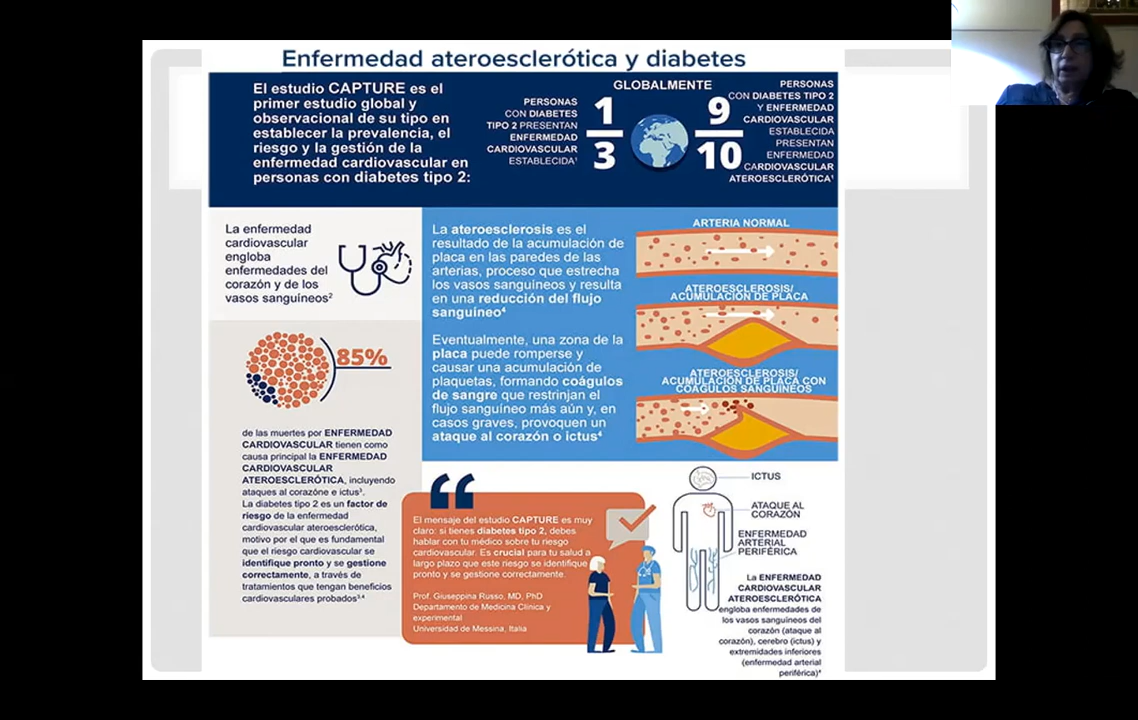 Enfermedad ateroesclerótica y diabetes
El estudio CAPTURE es el
primer estudio global y
observacional de su tipo en
establecer la prevalencia, el
riesgo y la gestión de la
enfermedad cardiovascular en
personas con diabetes tipo 2:
GLOBALMENTE
PERSONAS
CON DIABETES
TIPO 2 PRESENTAN
ENFERMEDAD
CARDIOVASCULAR
ESTABLECIDA¹
1
3
9
10
PERSONAS
CON DIABETES TIPO 2
Y ENFERMEDAD
CARDIOVASCULAR
ESTABLECIDA
PRESENTAN
ENFERMEDAD
CARDIOVASCULAR
ATEROESCLERÓTICA¹
La enfermedad
cardiovascular
engloba
enfermedades del
corazón y de los
vasos sanguíneos²
85%
de las muertes por ENFERMEDAD
CARDIOVASCULAR tienen como
causa principal la ENFERMEDAD
CARDIOVASCULAR
ATEROESCLERÓTICA, incluyendo
ataques al corazóne e ictus³.
La diabetes tipo 2 es un factor de
riesgo de la enfermedad
cardiovascular ateroesclerótica,
motivo por el que es fundamental
que el riesgo cardiovascular se
identifique pronto y se gestione
correctamente, a través de
tratamientos que tengan beneficios
cardiovasculares probados³,⁴
La ateroesclerosis es el
resultado de la acumulación de
placa en las paredes de las
arterias, proceso que estrecha
los vasos sanguíneos y resulta
en una reducción del flujo
sanguíneo⁴
Eventualmente, una zona de la
placa puede romperse y
causar una acumulación de
plaquetas, formando coágulos
de sangre que restrinjan el
flujo sanguíneo más aún y, en
casos graves, provoquen un
ataque al corazón o ictus⁴
ARTERIA NORMAL
ATEROESCLEROSIS/
ACUMULACIÓN DE PLACA
ATEROESCLEROSIS/
ACUMULACIÓN DE PLACA CON
COÁGULOS SANGUÍNEOS
El mensaje del estudio CAPTURE es muy
claro: si tienes diabetes tipo 2, debes
hablar con tu médico sobre tu riesgo
cardiovascular. Es crucial para tu salud a
largo plazo que este riesgo se identifique
pronto y se gestione correctamente.
Prof. Giuseppina Russo, MD, PhD
Departamento de Medicina Clínica y
experimental
Universidad de Messina, Italia
ICTUS
ATAQUE AL
CORAZÓN
ENFERMEDAD
ARTERIAL
PERIFÉRICA
La ENFERMEDAD
CARDIOVASCULAR
ATEROESCLERÓTICA
engloba enfermedades de
los vasos sanguíneos del
corazón (ataque al
corazón), cerebro (ictus) y
extremidades inferiores
(enfermedad arterial
periférica)⁴